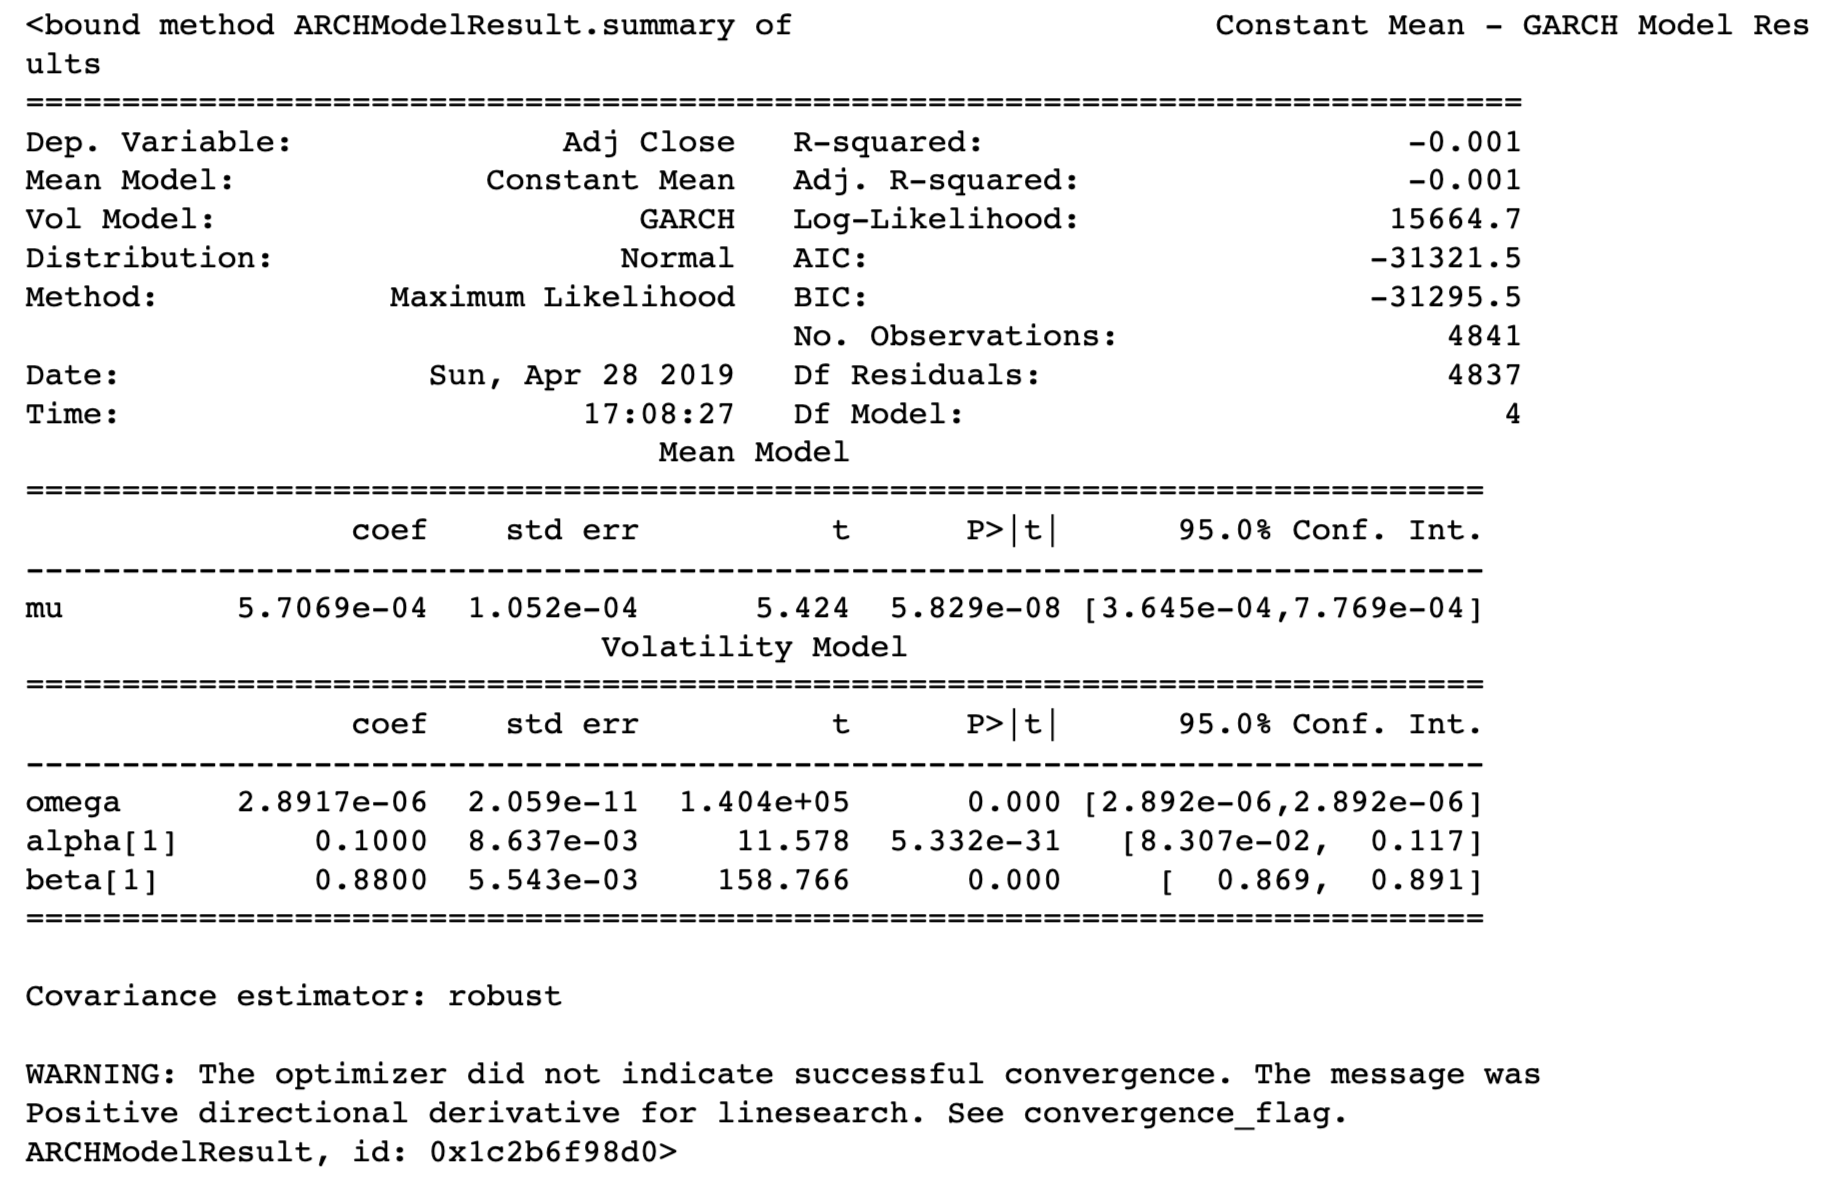 <bound method ARCHModelResult.summary of                      Constant Mean - GARCH Model Res
ults
==============================================================================
Dep. Variable:              Adj Close   R-squared:                      -0.001
Mean Model:             Constant Mean   Adj. R-squared:                 -0.001
Vol Model:                      GARCH   Log-Likelihood:                15664.7
Distribution:                  Normal   AIC:                          -31321.5
Method:            Maximum Likelihood   BIC:                          -31295.5
                                        No. Observations:                 4841
Date:                Sun, Apr 28 2019   Df Residuals:                     4837
Time:                        17:08:27   Df Model:                            4
                                 Mean Model
============================================================================
                 coef    std err          t      P>|t|      95.0% Conf. Int.
----------------------------------------------------------------------------
mu         5.7069e-04  1.052e-04      5.424  5.829e-08 [3.645e-04,7.769e-04]
                              Volatility Model
============================================================================
                 coef    std err          t      P>|t|      95.0% Conf. Int.
----------------------------------------------------------------------------
omega      2.8917e-06  2.059e-11  1.404e+05      0.000 [2.892e-06,2.892e-06]
alpha[1]       0.1000  8.637e-03     11.578  5.332e-31   [8.307e-02,  0.117]
beta[1]        0.8800  5.543e-03    158.766      0.000     [  0.869,  0.891]
============================================================================
Covariance estimator: robust
WARNING: The optimizer did not indicate successful convergence. The message was
Positive directional derivative for linesearch. See convergence_flag.
ARCHModelResult, id: 0x1c2b6f98d0>